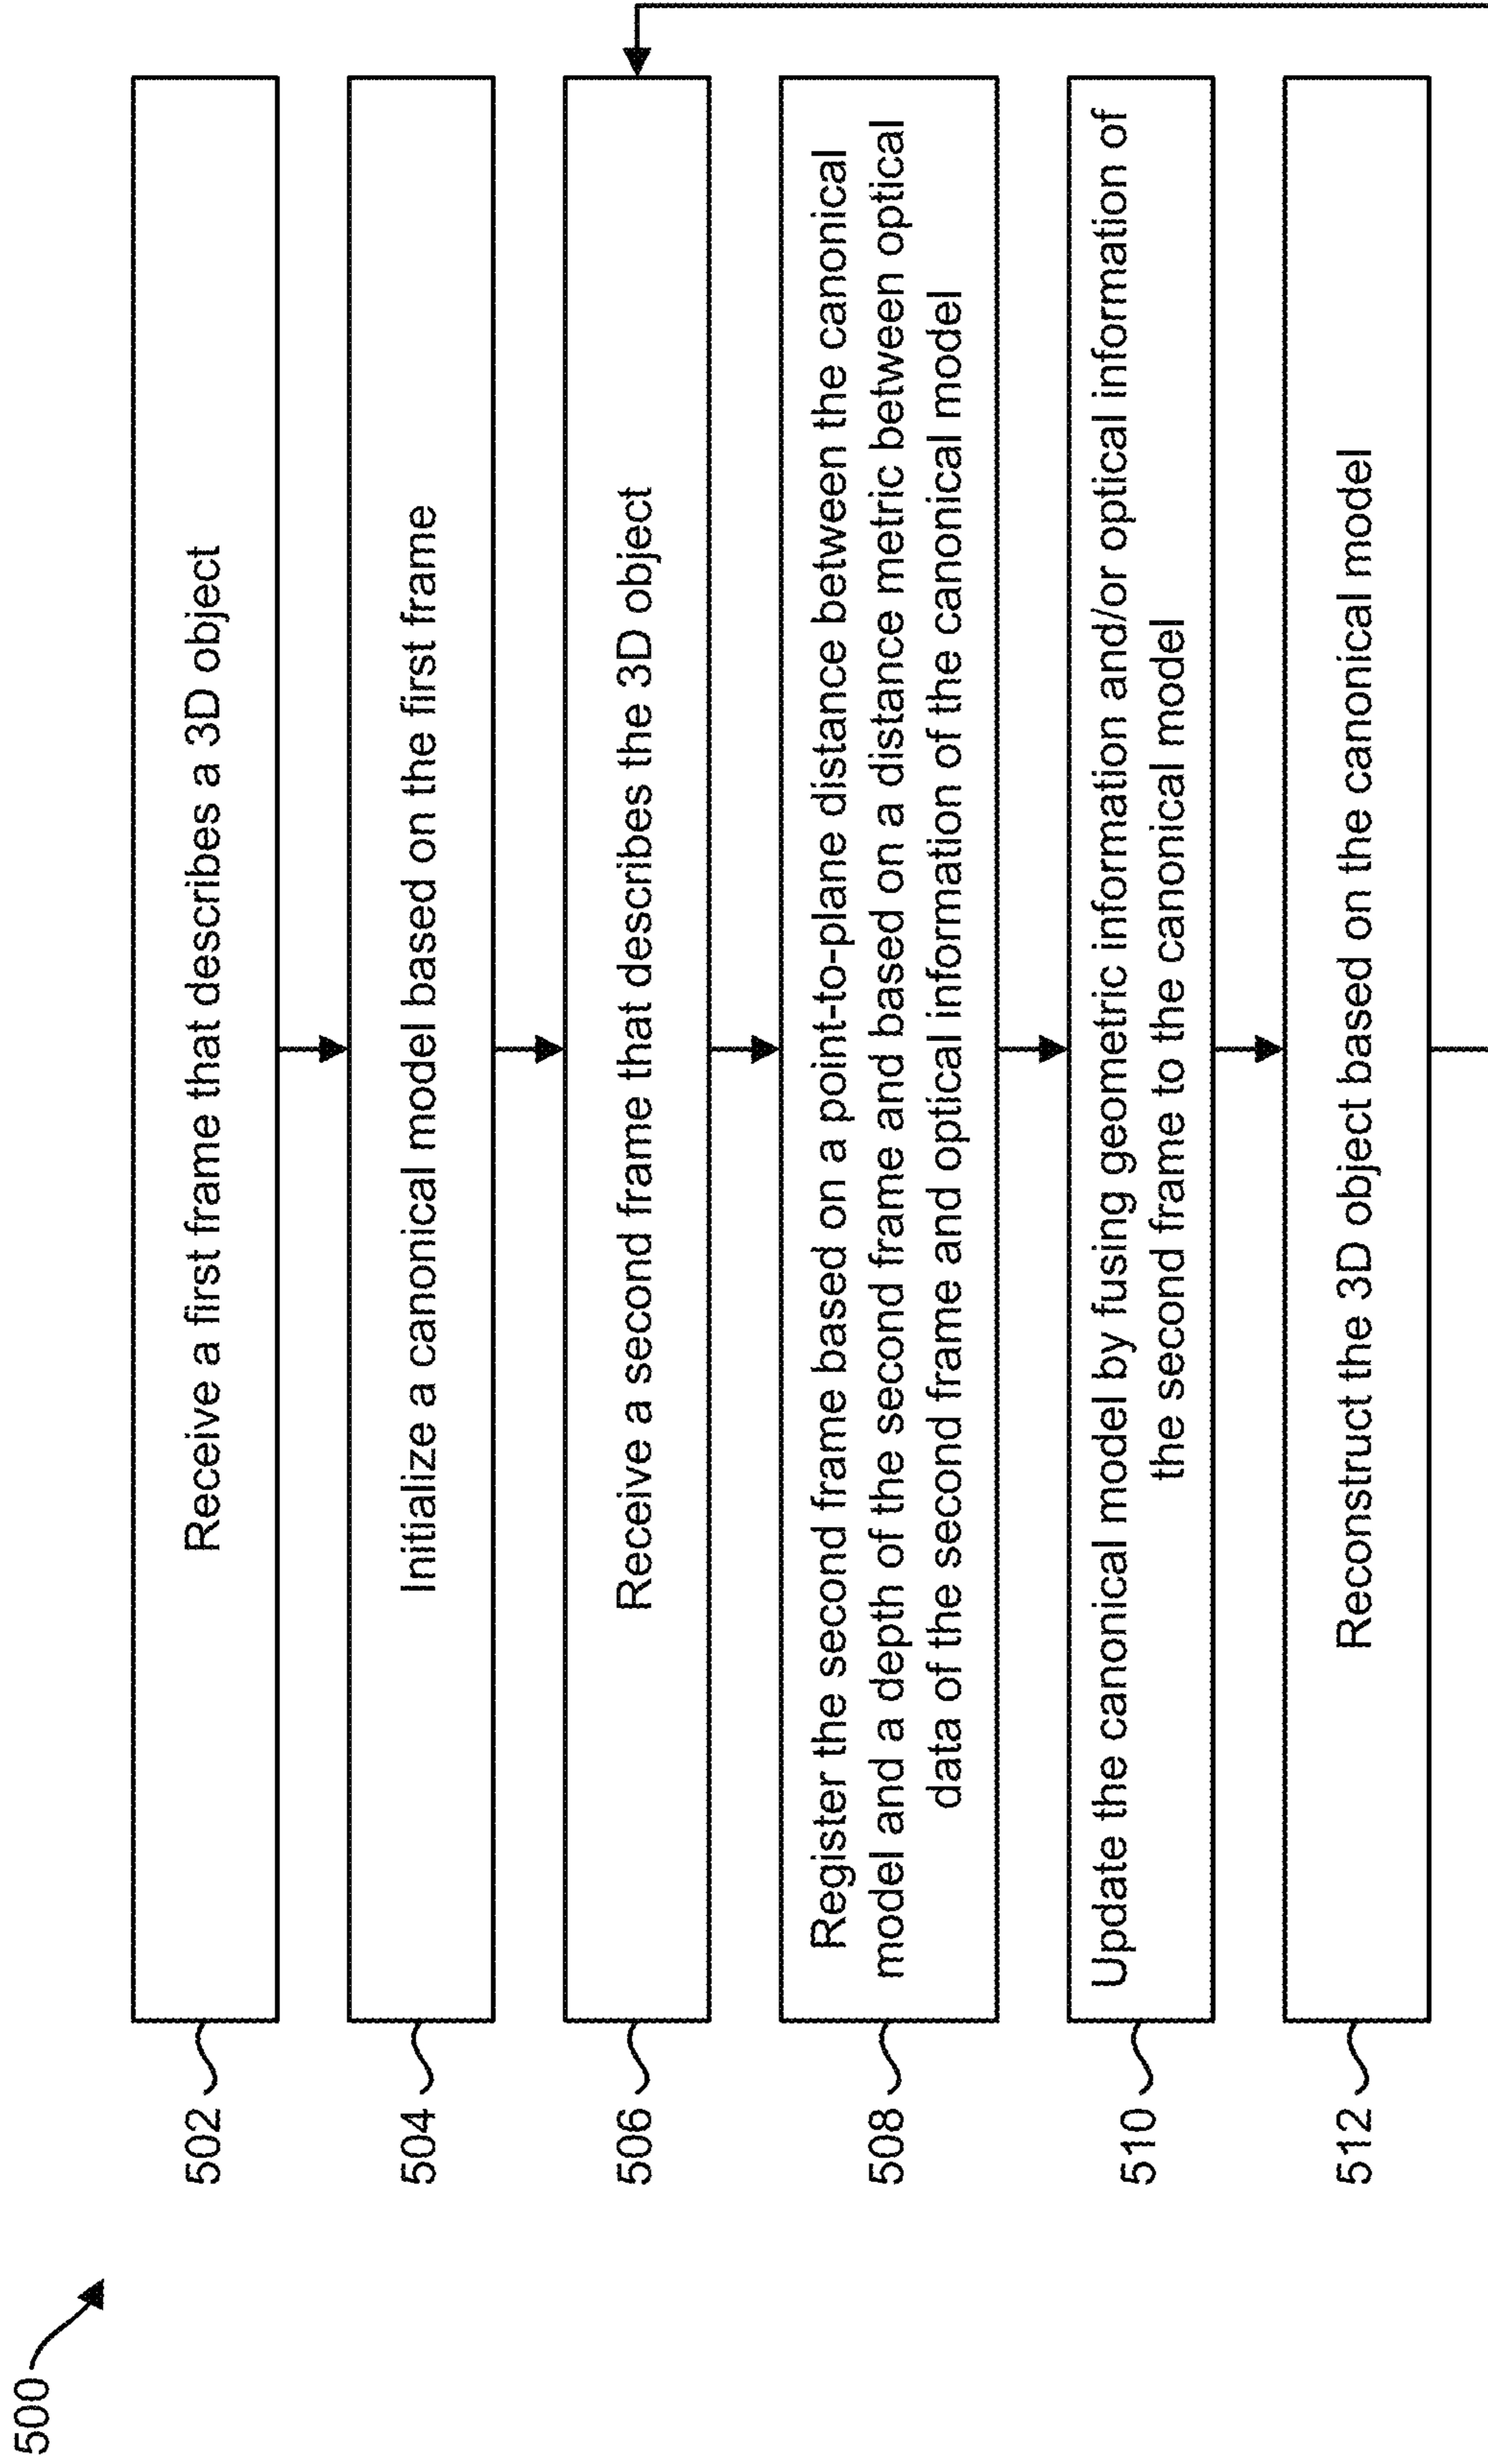 500
502
Receive a first frame that describes a 3D object
504
Initialize a canonical model based on the first frame
506
Receive a second frame that describes the 3D object
508
Register the second frame based on a point-to-plane distance between the canonical
model and a depth of the second frame and based on a distance metric between optical
data of the second frame and optical information of the canonical model
510
Update the canonical model by fusing geometric information and/or optical information of
the second frame to the canonical model
512
Reconstruct the 3D object based on the canonical model